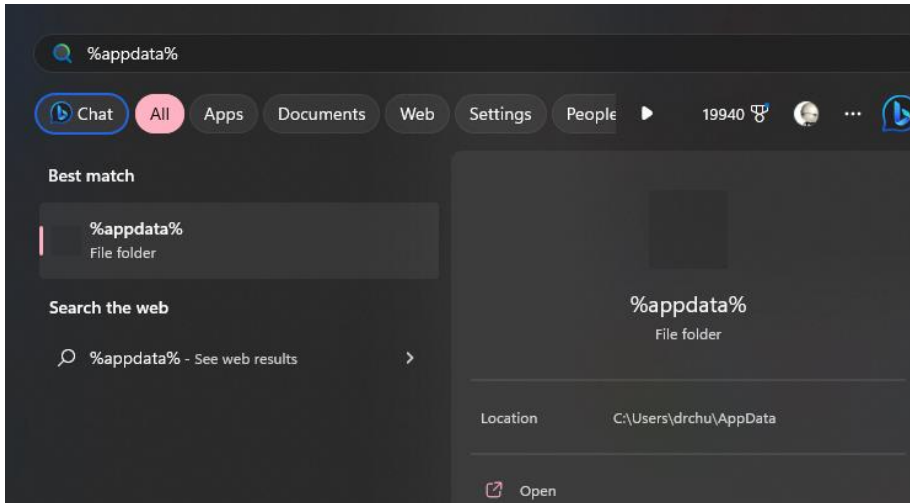 %appdata%
Chat All Apps Documents Web Settings People 19940
Best match
%appdata%
File folder
Search the web
%appdata% - See web results
%appdata%
File folder
Location C:\Users\drchu\AppData
Open